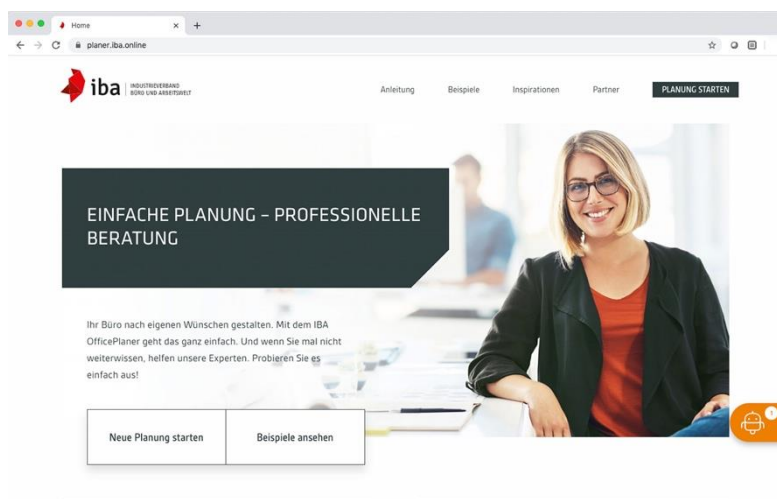 Home
planer.iba.online
iba
INDUSTRIEVERBAND
BÜRO UND ARBEITSWELT
Anleitung
Beispiele
Inspirationen
Partner
PLANUNG STARTEN
EINFACHE PLANUNG – PROFESSIONELLE
BERATUNG
Ihr Büro nach eigenen Wünschen gestalten. Mit dem IBA
OfficePlaner geht das ganz einfach. Und wenn Sie mal nicht
weiterwissen, helfen unsere Experten. Probieren Sie es
einfach aus!
Neue Planung starten
Beispiele ansehen